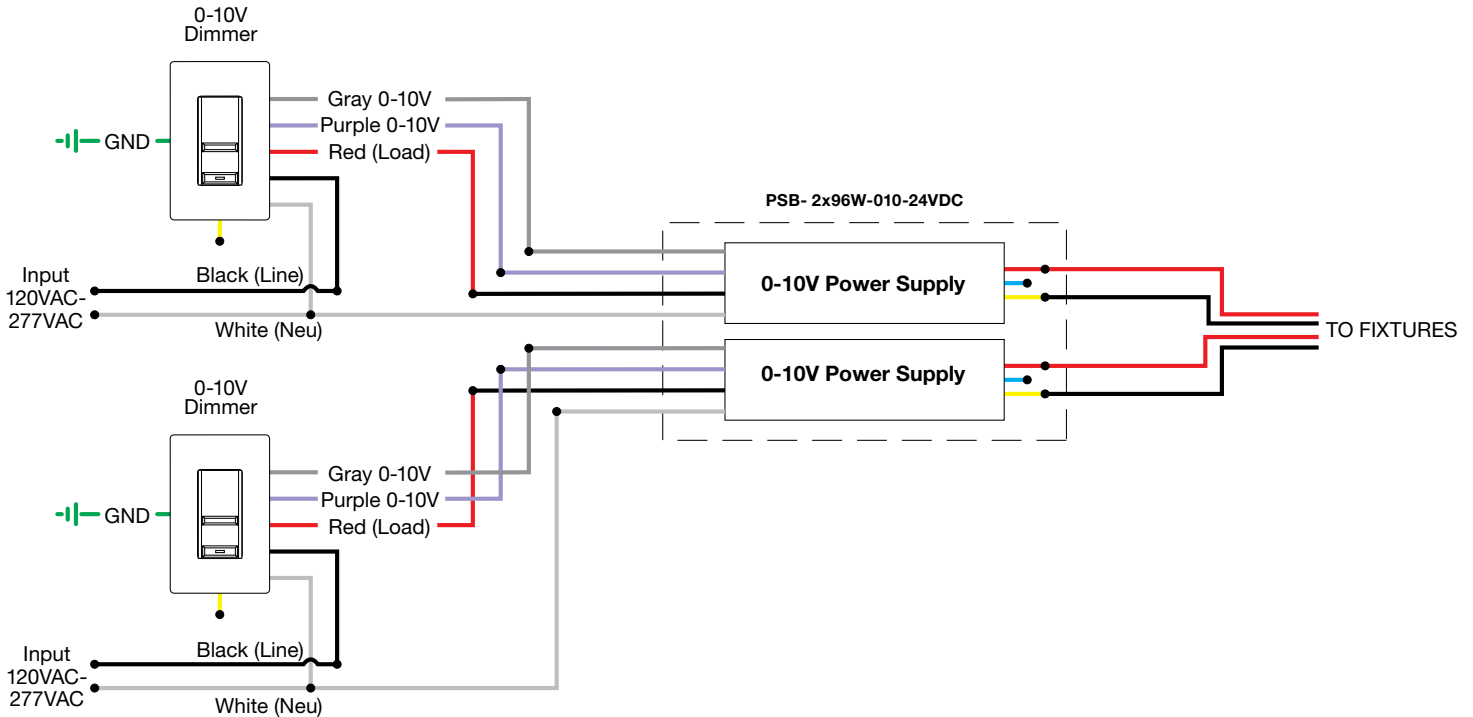 0-10V
Dimmer
Gray 0-10V
Purple 0-10V
Red (Load)
GND
PSB- 2x96W-010-24VDC
0-10V Power Supply
Input
120VAC-
277VAC
Black (Line)
White (Neu)
TO FIXTURES
0-10V Power Supply
0-10V
Dimmer
Gray 0-10V
Purple 0-10V
Red (Load)
GND
Input
120VAC-
277VAC
Black (Line)
White (Neu)